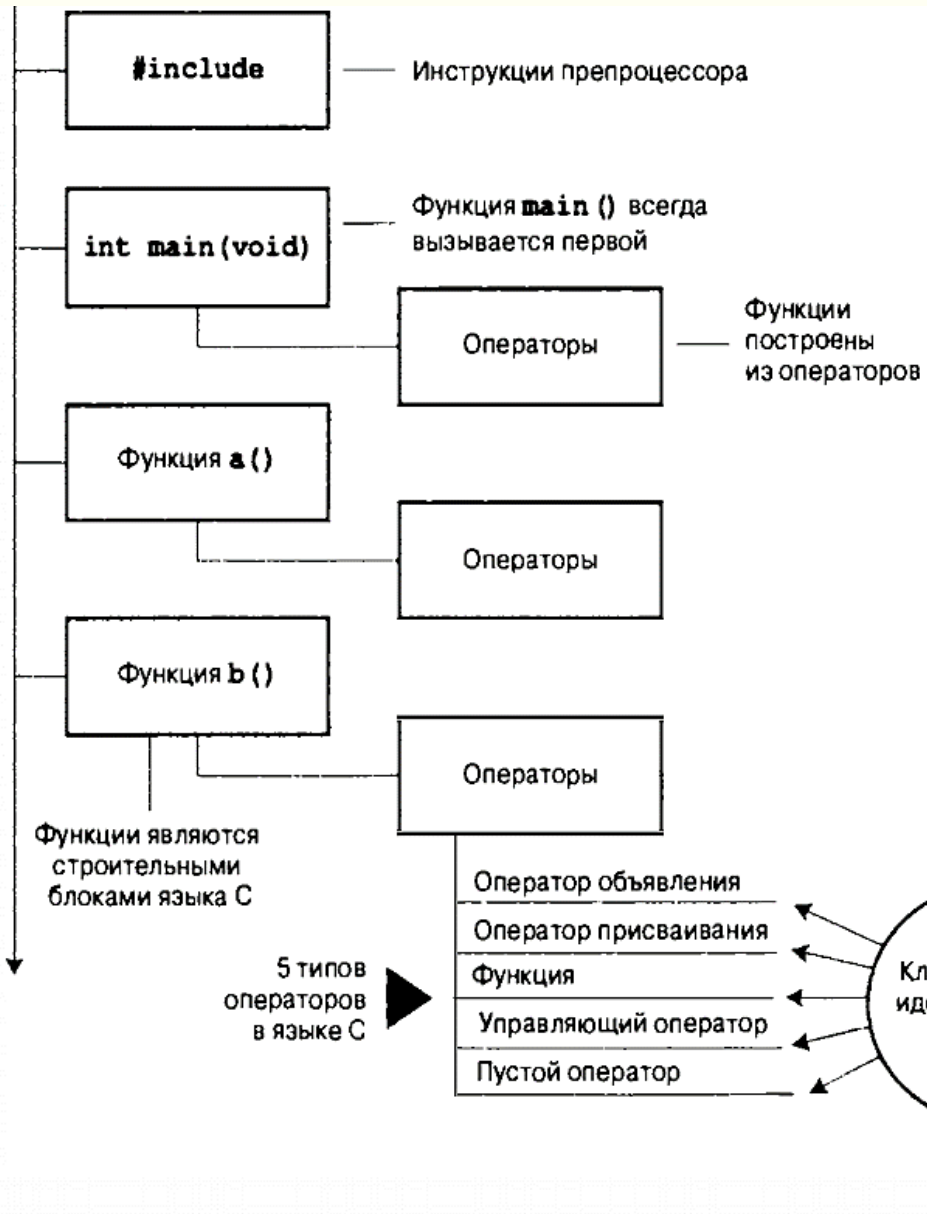 #include
Инструкции препроцессора
int main(void)
Функция main () всегда
вызывается первой
Операторы
Функции
построены
из операторов
Функция a()
Операторы
Функция b()
Операторы
Функции являются
строительными
блоками языка С
5 типов
операторов
в языке С
Оператор объявления
Оператор присваивания
Функция
Управляющий оператор
Пустой оператор